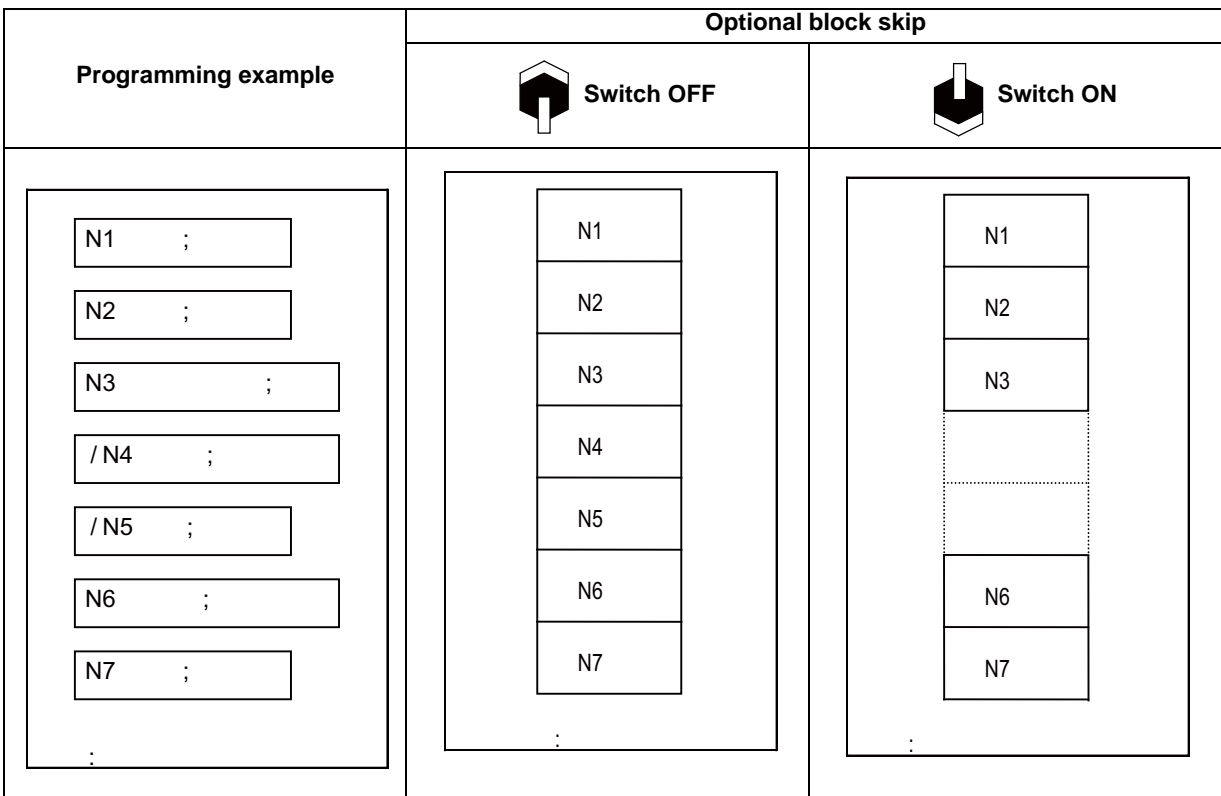 Programming example
Optional block skip
Switch OFF
Switch ON
N1 ;
N2 ;
N3 ;
/ N4 ;
/ N5 ;
N6 ;
N7 ;
:
N1
N2
N3
N4
N5
N6
N7
:
N1
N2
N3
N6
N7
: